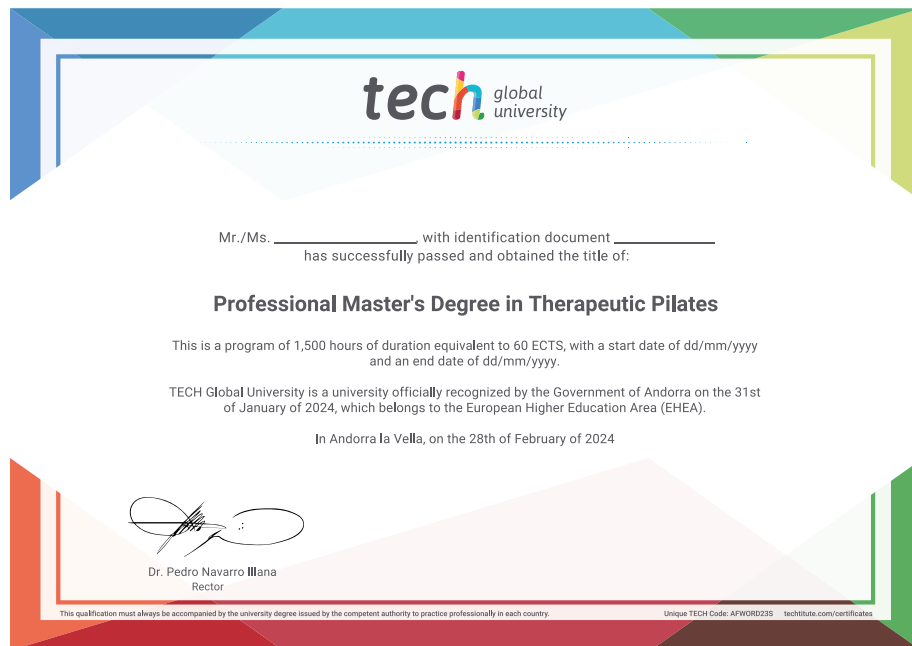 tech global university
Mr./Ms. ____________, with identification document ____________
has successfully passed and obtained the title of:
Professional Master's Degree in Therapeutic Pilates
This is a program of 1,500 hours of duration equivalent to 60 ECTS, with a start date of dd/mm/yyyy
and an end date of dd/mm/yyyy.
TECH Global University is a university officially recognized by the Government of Andorra on the 31st
of January of 2024, which belongs to the European Higher Education Area (EHEA).
In Andorra la Vella, on the 28th of February of 2024
Dr. Pedro Navarro Illana
Rector
This qualification must always be accompanied by the university degree issued by the competent authority to practice professionally in each country.
Unique TECH Code: AFWORD23S techtitute.com/certificates